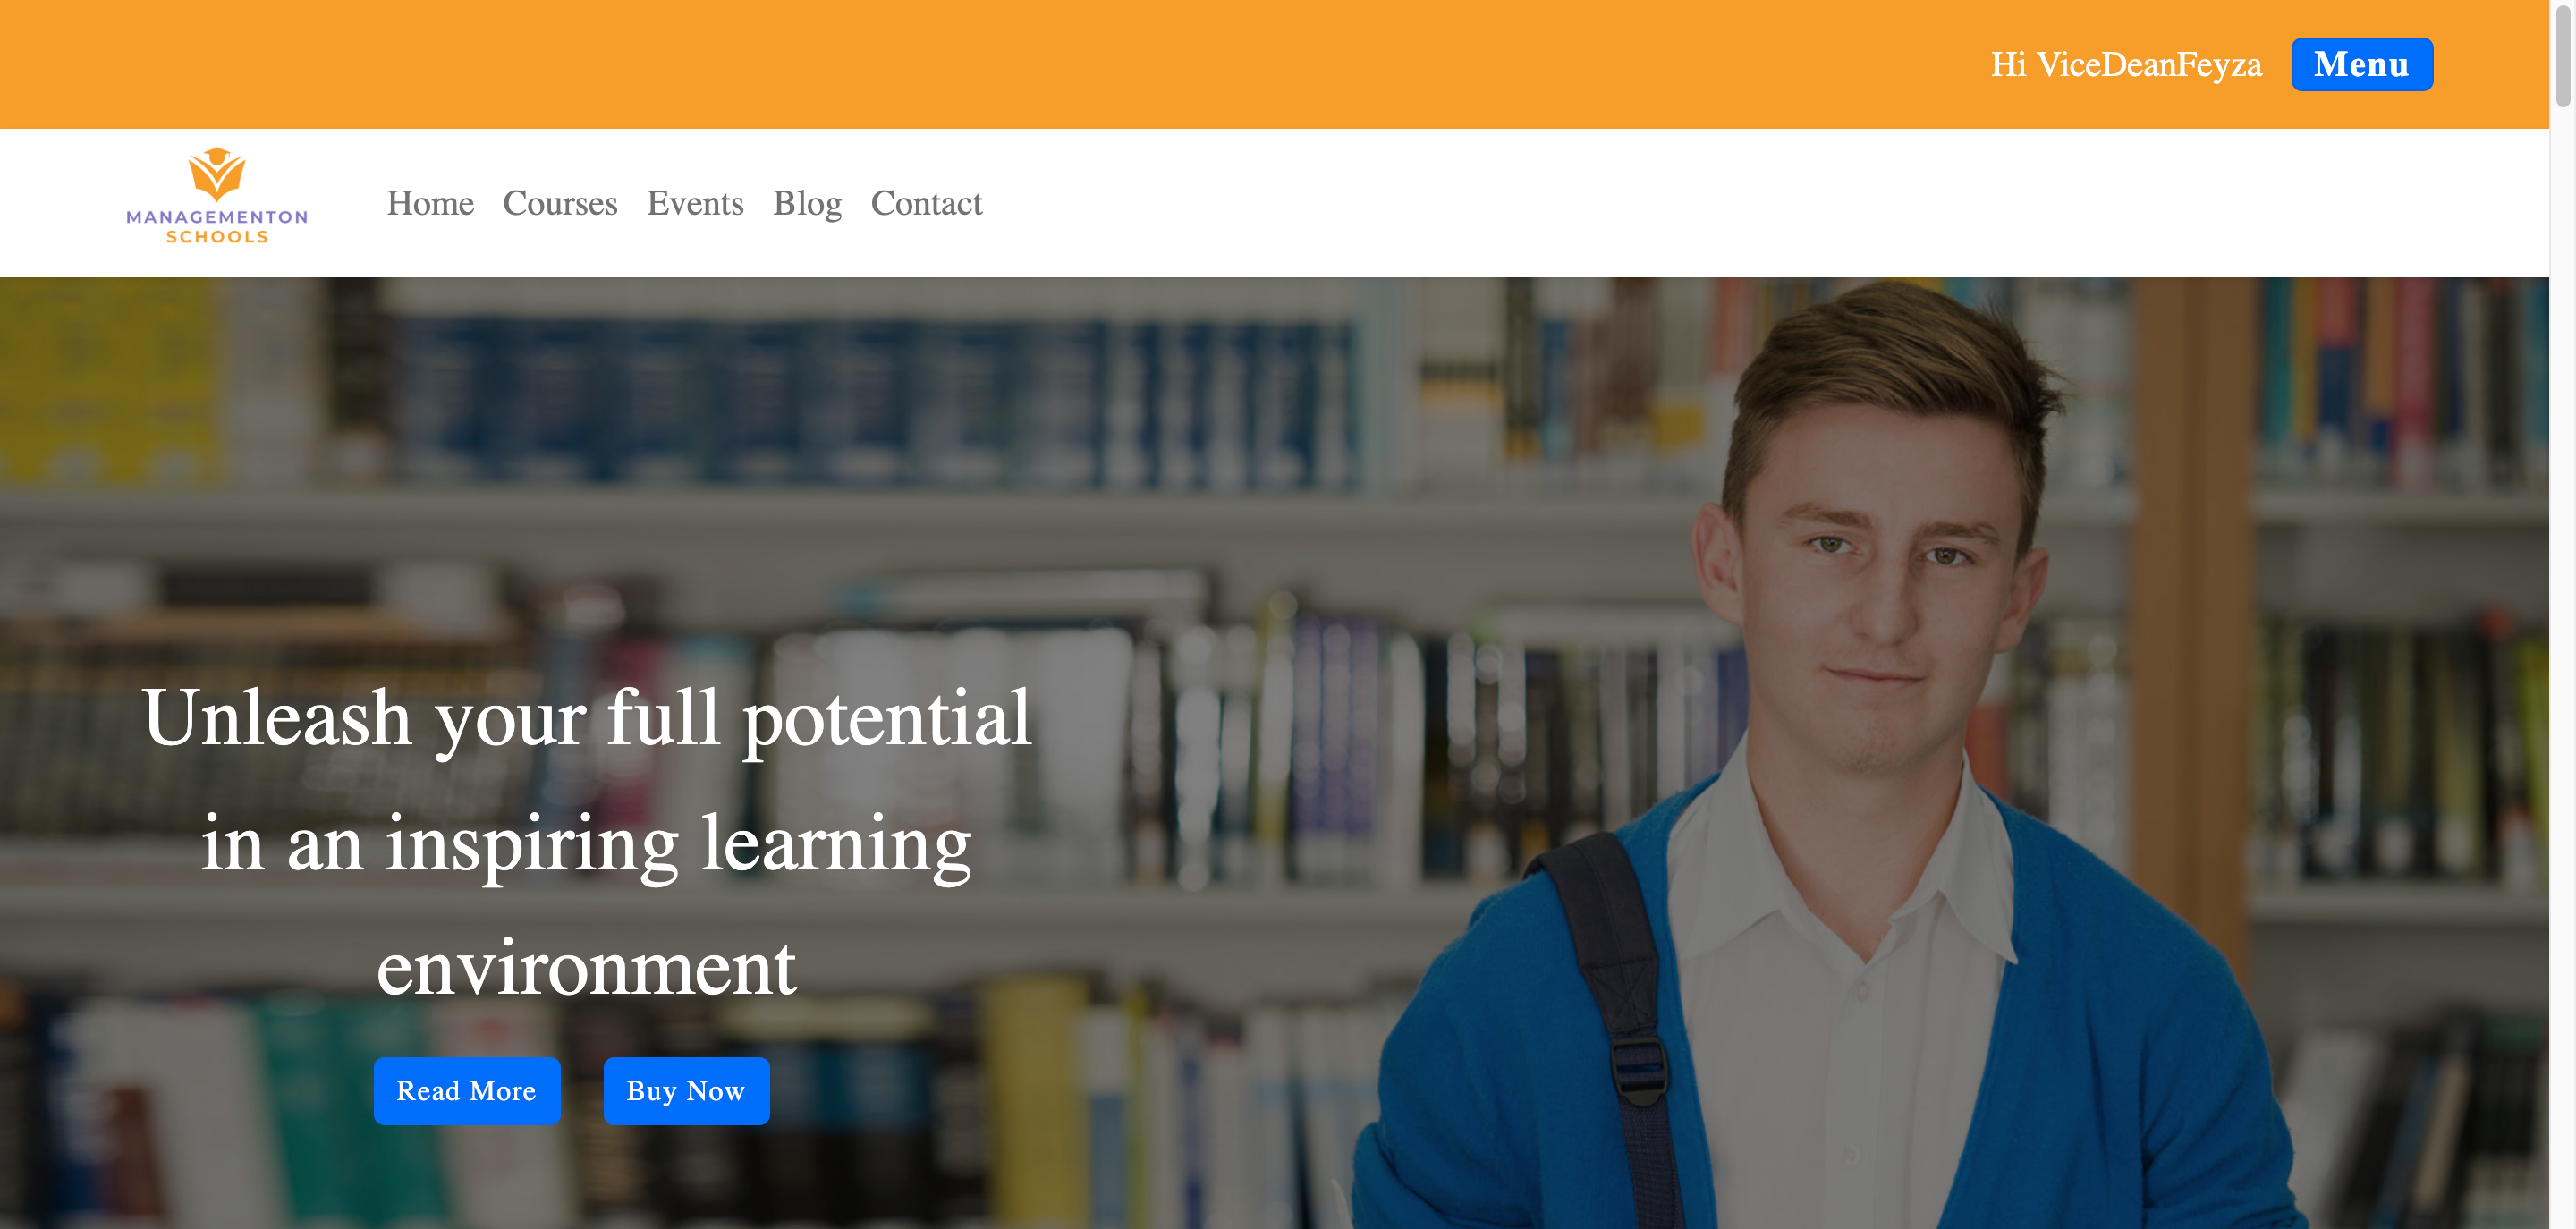 Hi ViceDeanFeyza Menu
MANAGEMENTON
SCHOOLS
Home Courses Events Blog Contact
Unleash your full potential
in an inspiring learning
environment
Read More Buy Now